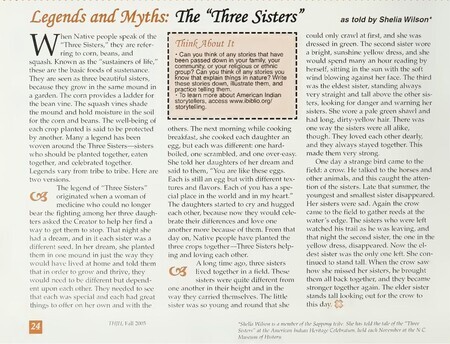 Legends and Myths: The "Three Sisters"
as told by Shelia Wilson*
When Native people speak of the
"Three Sisters," they are refer-
ring to corn, beans, and
squash. Known as the "sustainers of life,"
these are the basic foods of sustenance.
They are seen as three beautiful sisters,
because they grow in the same mound in
a garden. The corn provides a ladder for
the bean vine. The squash vines shade
the mound and hold moisture in the soil
for the corn and beans. The well-being of
each crop planted is said to be protected
by another. Many a legend has been
woven around the Three Sisters—sisters
who should be planted together, eaten
together, and celebrated together.
Legends vary from tribe to tribe. Here are
two versions.
The legend of "Three Sisters"
originated when a woman of
medicine who could no longer
bear the fighting among her three daugh-
ters asked the Creator to help her find a
way to get them to stop. That night she
had a dream, and in it each sister was a
different seed. In her dream, she planted
them in one mound in just the way they
would have lived at home and told them
that in order to grow and thrive, they
would need to be different but depend-
ent upon each other. They needed to see
that each was special and each had great
things to offer on her own and with the
Think About It
• Can you think of any stories that have
been passed down in your family, your
community, or your religious or ethnic
group? Can you think of any stories you
know that explain things in nature? Write
these stories down, illustrate them, and
practice telling them.
• To learn more about American Indian
storytellers, access www.ibiblio.org/
storytelling.
others. The next morning while cooking
breakfast, she cooked each daughter an
egg, but each was different: one hard-
boiled, one scrambled, and one over-easy.
She told her daughters of her dream and
said to them, "You are like these eggs.
Each is still an egg but with different tex-
tures and flavors. Each of you has a spe-
cial place in the world and in my heart."
The daughters started to cry and hugged
each other, because now they would cele-
brate their differences and love one
another more because of them. From that
day on, Native people have planted the
three crops together—Three Sisters help-
ing and loving each other.
A long time ago, three sisters
lived together in a field. These
sisters were quite different from
one another in their height and in the
way they carried themselves. The little
sister was so young and round that she
could only crawl at first, and she was
dressed in green. The second sister wore
a bright, sunshine yellow dress, and she
would spend many an hour reading by
herself, sitting in the sun with the soft
wind blowing against her face. The third
was the eldest sister, standing always
very straight and tall above the other sis-
ters, looking for danger and warning her
sisters. She wore a pale green shawl and
had long, dirty-yellow hair. There was
one way the sisters were all alike,
though. They loved each other dearly,
and they always stayed together. This
made them very strong.
One day a strange bird came to the
field: a crow. He talked to the horses and
other animals, and this caught the atten-
tion of the sisters. Late that summer, the
youngest and smallest sister disappeared.
Her sisters were sad. Again the crow
came to the field to gather reeds at the
water's edge. The sisters who were left
watched his trail as he was leaving, and
that night the second sister, the one in the
yellow dress, disappeared. Now the el-
dest sister was the only one left. She con-
tinued to stand tall. When the crow saw
how she missed her sisters, he brought
them all back together, and they became
stronger together again. The elder sister
stands tall looking out for the crow to
this day.
24
THJH, Fall 2005
*Shelia Wilson is a member of the Sappony tribe. She has told the tale of the "Three
Sisters" at the American Indian Heritage Celebration, held each November at the N.C.
Museum of History.